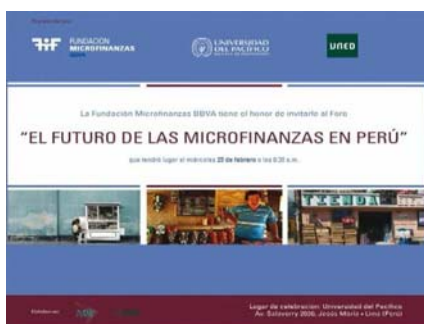 FUNDACIÓN
MICROFINANZAS
UNIVERSIDAD
DEL PACÍFICO
UNED
La Fundación Microfinanzas BBVA tiene el honor de invitarle al Foro
"EL FUTURO DE LAS MICROFINANZAS EN PERÚ"
que tendrá lugar el miércoles 20 de febrero a las 8:30 a.m.
TIENDA
Lugar de celebración: Universidad del Pacífico
Av. Salaverry 2020, Jesús María • Lima (Perú)